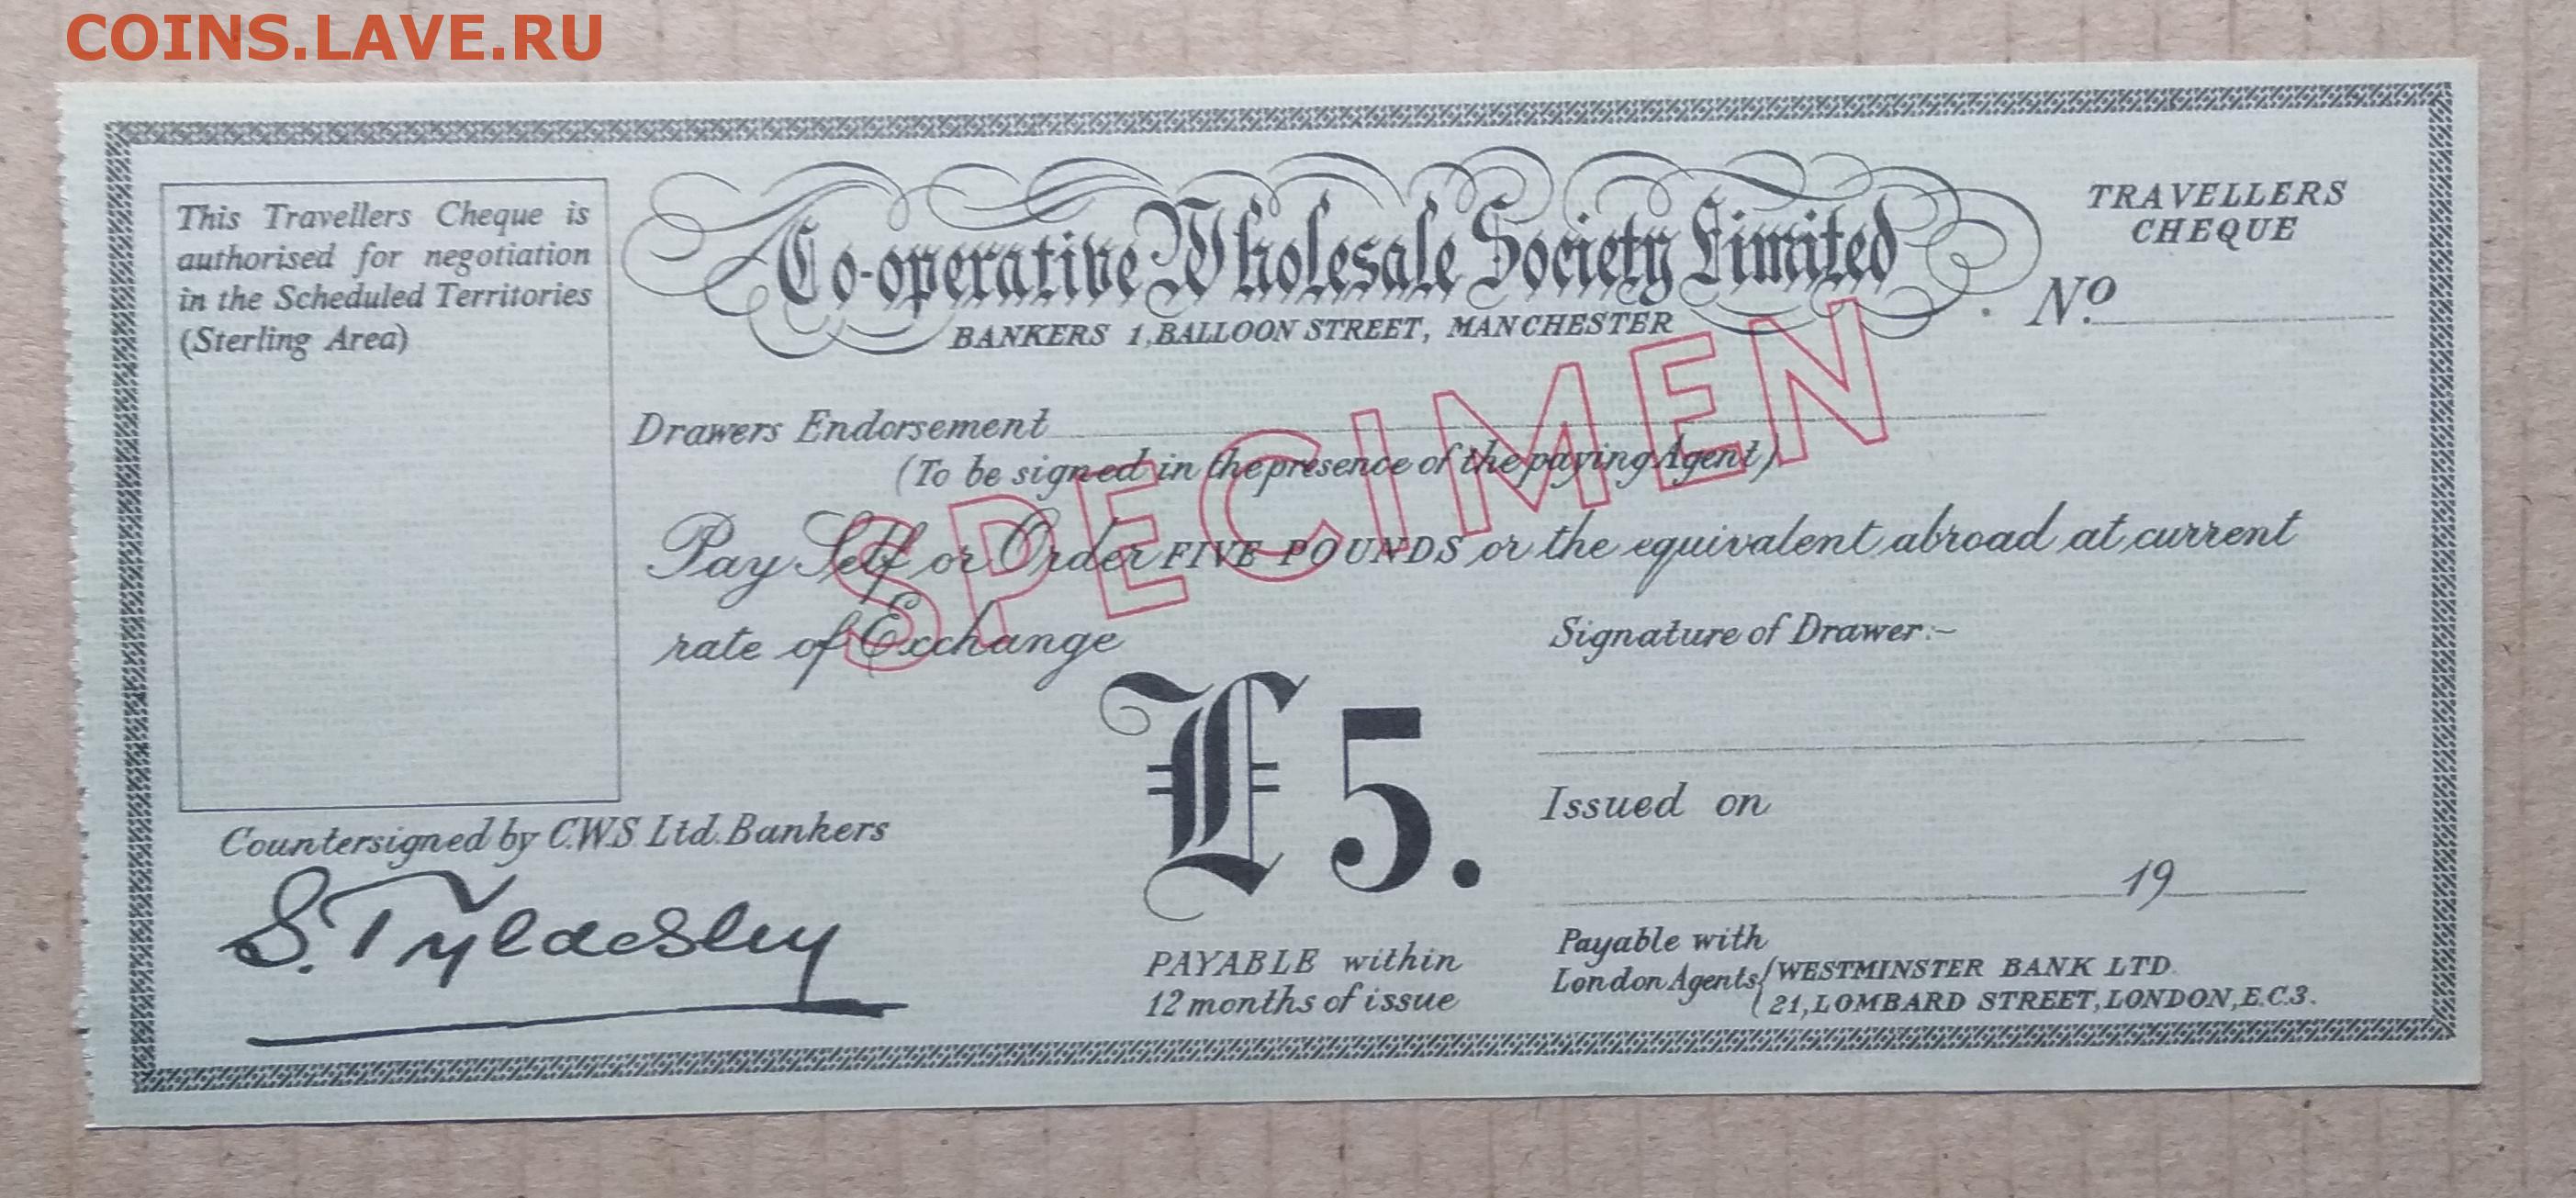 COINS.LAVE.RU
This Travellers Cheque is
authorised for negotiation
in the Scheduled Territories
(Sterling Area)
Co-operative Wholesale Society Limited
BANKERS 1, BALLOON STREET, MANCHESTER
TRAVELLERS
CHEQUE
No.
Drawers Endorsement
(To be signed in the presence of the paying Agent)
SPECIMEN
Pay Self or Order FIVE POUNDS or the equivalent abroad at current
rate of Exchange
Signature of Drawer:-
£5.
Issued on
19
Countersigned by C.W.S Ltd. Bankers
S. Tyldesley
PAYABLE within
12 months of issue
Payable with
London Agents { WESTMINSTER BANK LTD.
21, LOMBARD STREET, LONDON, E.C.3.